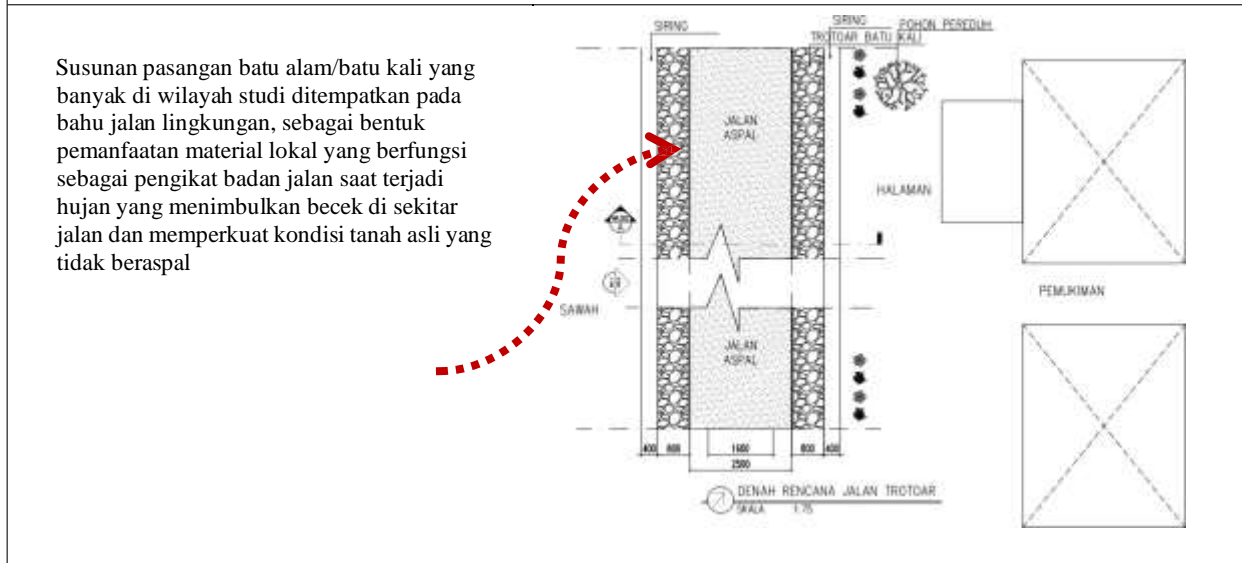 Susunan pasangan batu alam/batu kali yang
banyak di wilayah studi ditempatkan pada
bahu jalan lingkungan, sebagai bentuk
pemanfaatan material lokal yang berfungsi
sebagai pengikat badan jalan saat terjadi
hujan yang menimbulkan becek di sekitar
jalan dan memperkuat kondisi tanah asli yang
tidak beraspal
SIRING
SIRING
POHON PEREDUH
TROTOAR BATU KALI
JALAN
ASPAL
HALAMAN
SAWAH
PEMUKIMAN
JALAN
ASPAL
400 800 1600 800 400
2500
DENAH RENCANA JALAN TROTOAR
SKALA 1:75